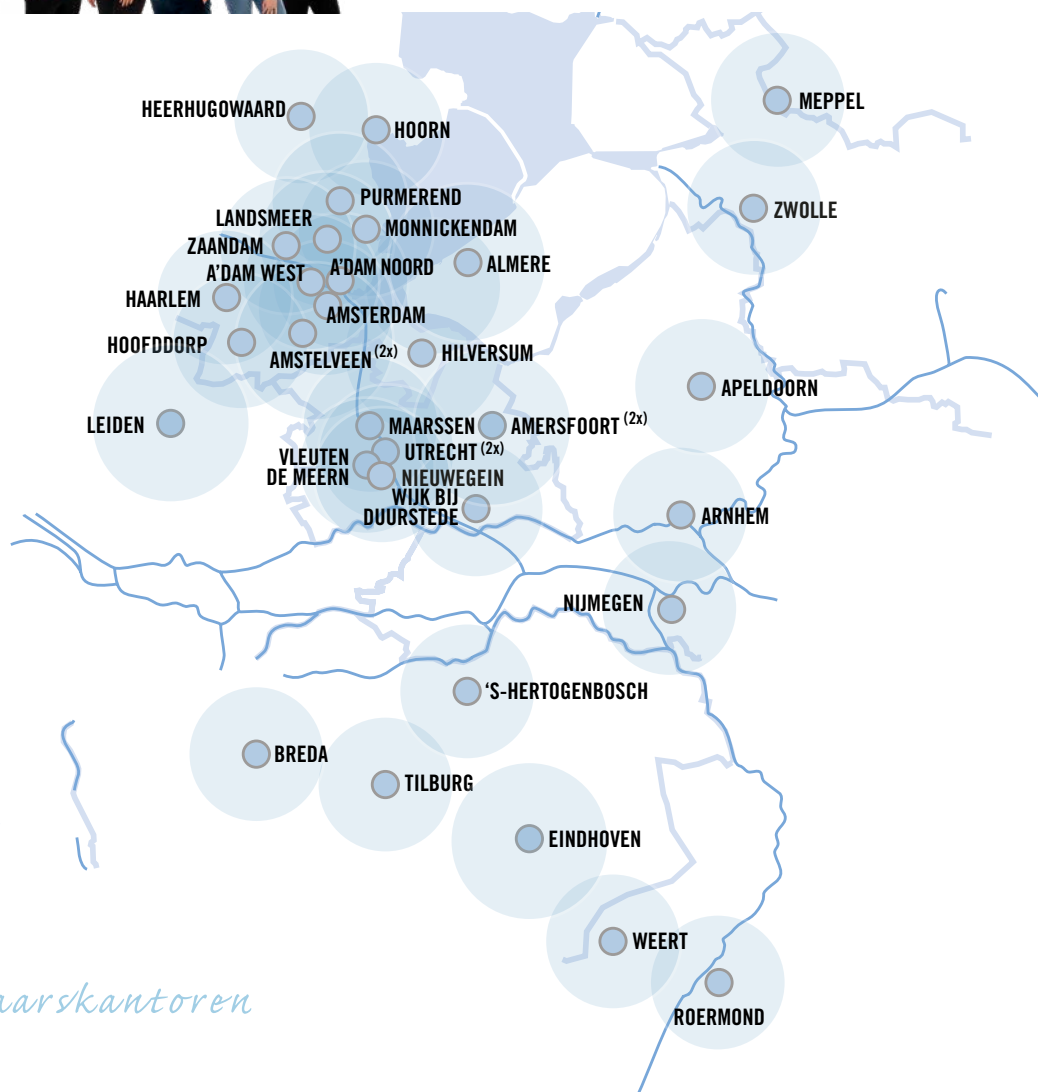 HEERHUGOWAARD
HOORN
MEPPEL
PURMEREND
ZWOLLE
LANDSMEER
MONNICKENDAM
ZAANDAM
ALMERE
A'DAM WEST
A'DAM NOORD
HAARLEM
AMSTERDAM
HOOFDDORP
AMSTELVEEN (2x)
HILVERSUM
APELDOORN
LEIDEN
MAARSSEN
AMERSFOORT (2x)
UTRECHT (2x)
VLEUTEN
DE MEERN
NIEUWEGEIN
WIJK BIJ
DUURSTEDE
ARNHEM
NIJMEGEN
‘S-HERTOGENBOSCH
BREDA
TILBURG
EINDHOVEN
WEERT
ROERMOND
aarskantoren